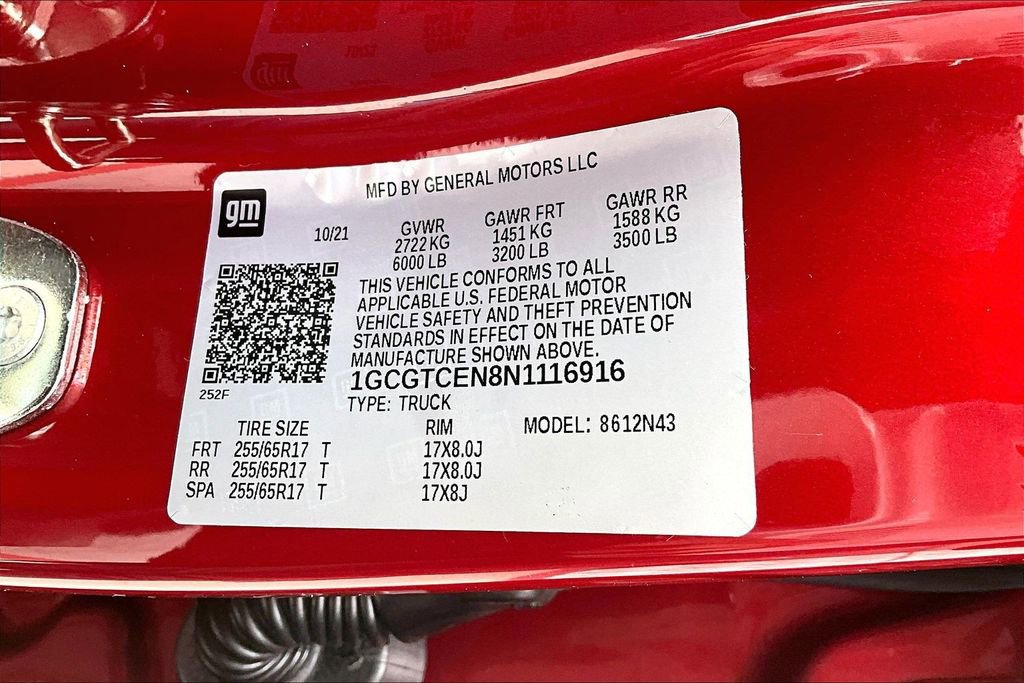 MFD BY GENERAL MOTORS LLC
gm
10/21
GVWR
2722 KG
6000 LB
GAWR FRT
1451 KG
3200 LB
GAWR RR
1588 KG
3500 LB
THIS VEHICLE CONFORMS TO ALL
APPLICABLE U.S. FEDERAL MOTOR
VEHICLE SAFETY AND THEFT PREVENTION
STANDARDS IN EFFECT ON THE DATE OF
MANUFACTURE SHOWN ABOVE.
1GCGTCEN8N1116916
252F
TYPE: TRUCK
TIRE SIZE RIM MODEL: 8612N43
FRT 255/65R17 T 17X8.0J
RR 255/65R17 T 17X8.0J
SPA 255/65R17 T 17X8J